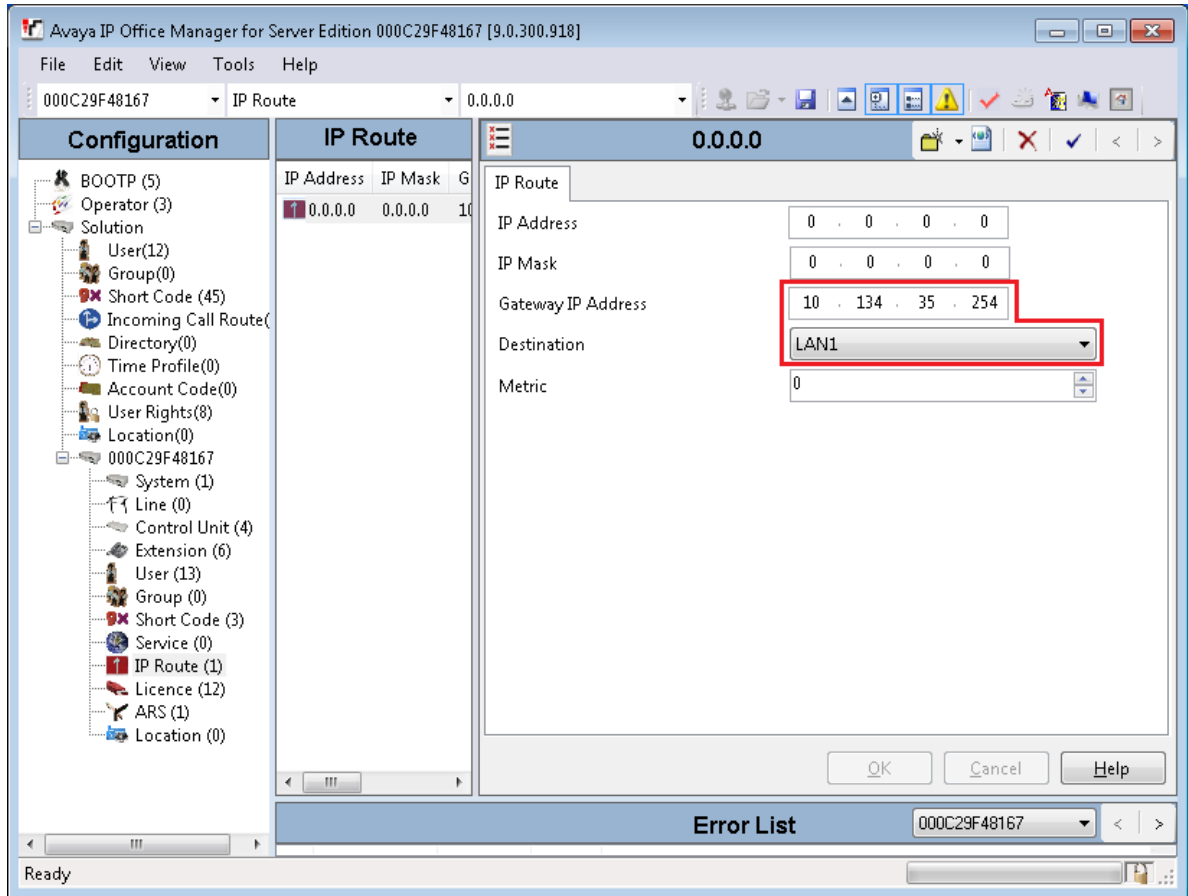 Avaya IP Office Manager for Server Edition 000C29F48167 [9.0.300.918]
File Edit View Tools Help
000C29F48167 IP Route 0.0.0.0
Configuration
BOOTP (5)
Operator (3)
Solution
User(12)
Group(0)
Short Code (45)
Incoming Call Route(
Directory(0)
Time Profile(0)
Account Code(0)
User Rights(8)
Location(0)
000C29F48167
System (1)
Line (0)
Control Unit (4)
Extension (6)
User (13)
Group (0)
Short Code (3)
Service (0)
IP Route (1)
Licence (12)
ARS (1)
Location (0)
IP Route
IP Address IP Mask G
0.0.0.0 0.0.0.0 10
0.0.0.0
IP Route
IP Address 0 . 0 . 0 . 0
IP Mask 0 . 0 . 0 . 0
Gateway IP Address 10 . 134 . 35 . 254
Destination LAN1
Metric 0
OK Cancel Help
Error List 000C29F48167 < >
Ready